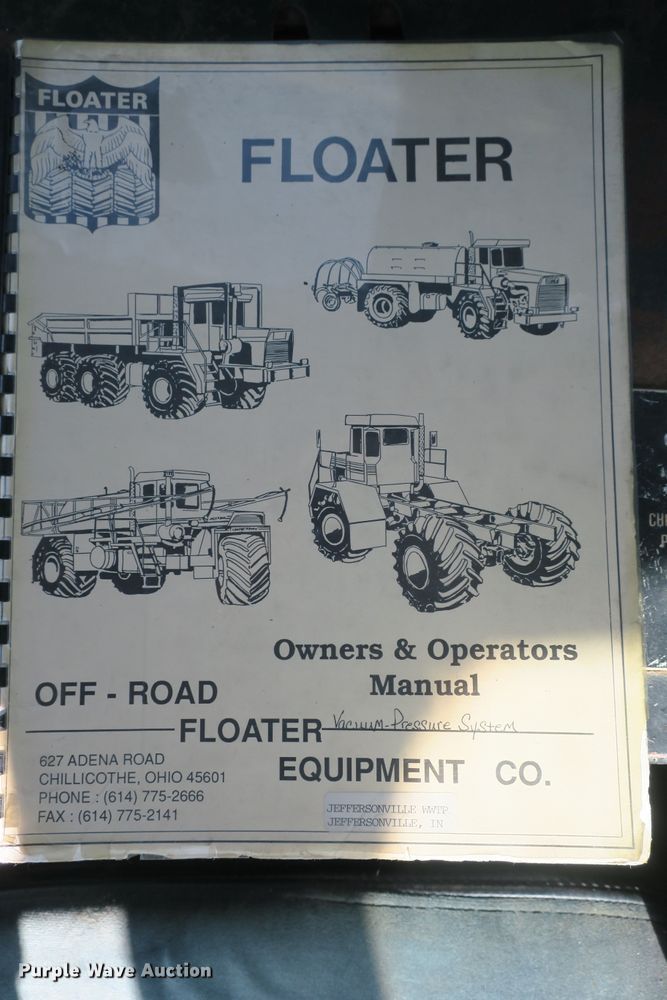 FLOATER
FLOATER
Owners & Operators
Manual
OFF - ROAD
FLOATER Vacuum-Pressure System
EQUIPMENT CO.
627 ADENA ROAD
CHILLICOTHE, OHIO 45601
PHONE : (614) 775-2666
FAX : (614) 775-2141
JEFFERSONVILLE WWTP
JEFFERSONVILLE, IN
Purple Wave Auction